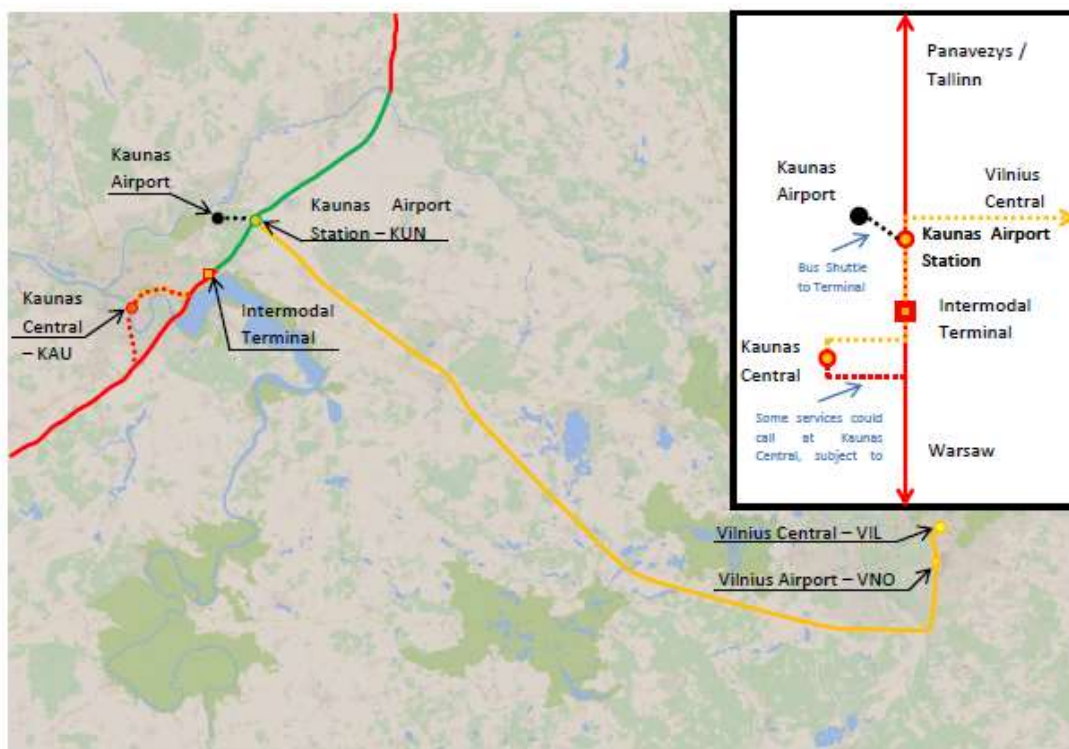 Kaunas
Airport
Kaunas Airport
Station – KUN
Kaunas
Central
– KAU
Intermodal
Terminal
Vilnius Central – VIL
Vilnius Airport – VNO
Panavezys /
Tallinn
Kaunas
Airport
Vilnius
Central
Kaunas Airport
Station
Bus Shuttle
to Terminal
Intermodal
Terminal
Kaunas
Central
Some services could
call at Kaunas
Central, subject to
Warsaw